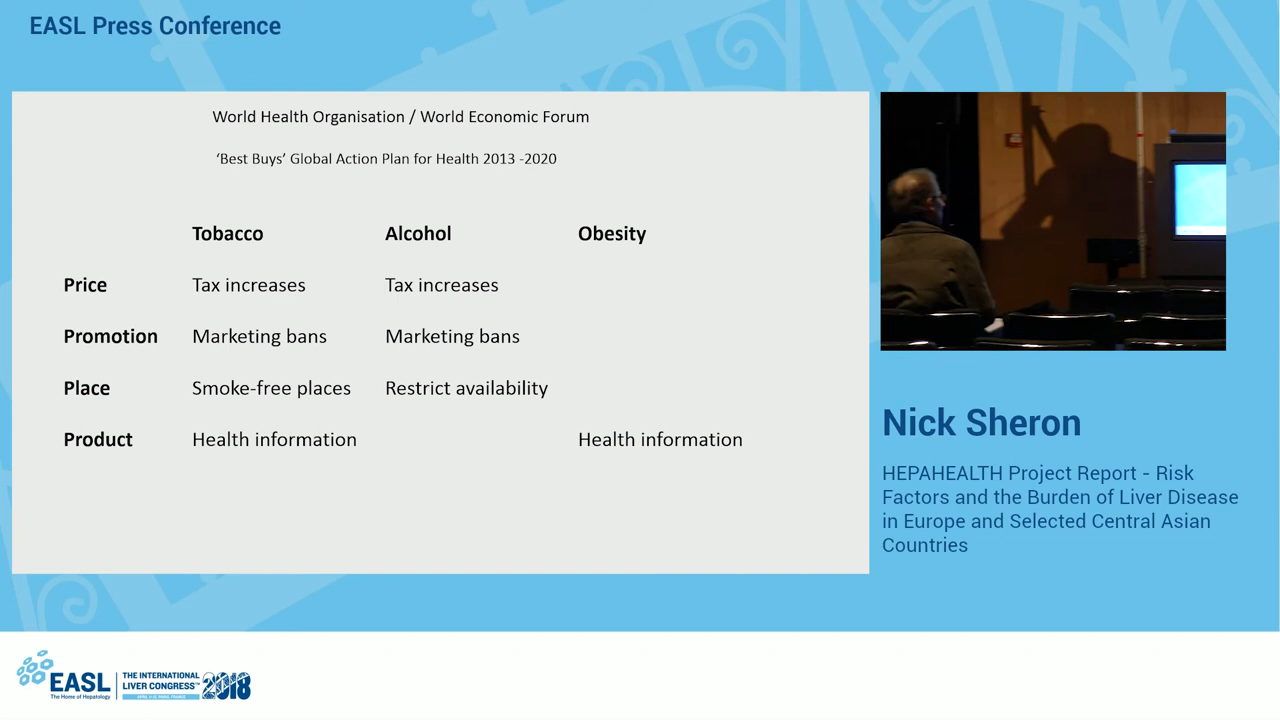 EASL Press Conference
World Health Organisation / World Economic Forum
‘Best Buys’ Global Action Plan for Health 2013 -2020
Tobacco Alcohol Obesity
Price Tax increases Tax increases
Promotion Marketing bans Marketing bans
Place Smoke-free places Restrict availability
Product Health information Health information
Nick Sheron
HEPAHEALTH Project Report - Risk
Factors and the Burden of Liver Disease
in Europe and Selected Central Asian
Countries
EASL
The Home of Hepatology
THE INTERNATIONAL
LIVER CONGRESS™
2018